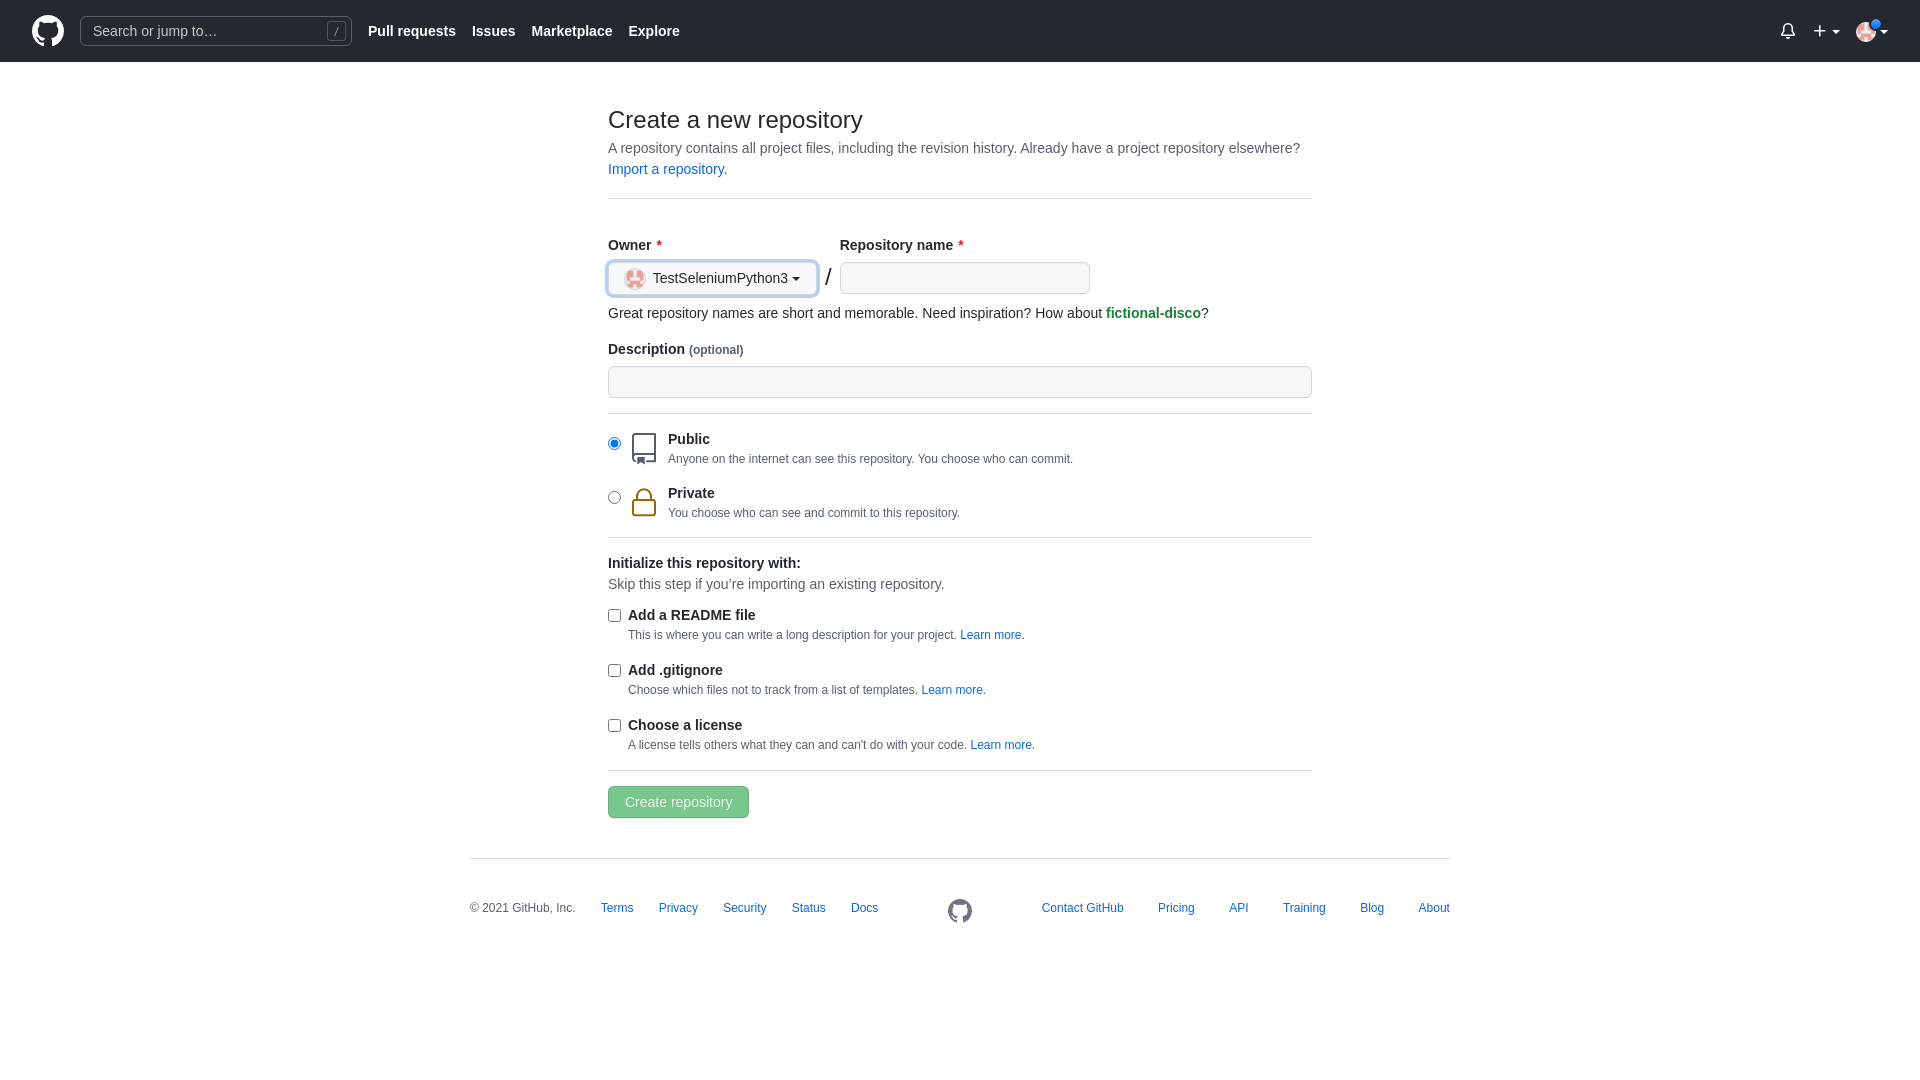 Search or jump to… / Pull requests Issues Marketplace Explore
Create a new repository
A repository contains all project files, including the revision history. Already have a project repository elsewhere?
Import a repository.
Owner * Repository name *
TestSeleniumPython3 /
Great repository names are short and memorable. Need inspiration? How about fictional-disco?
Description (optional)
Public
Anyone on the internet can see this repository. You choose who can commit.
Private
You choose who can see and commit to this repository.
Initialize this repository with:
Skip this step if you’re importing an existing repository.
Add a README file
This is where you can write a long description for your project. Learn more.
Add .gitignore
Choose which files not to track from a list of templates. Learn more.
Choose a license
A license tells others what they can and can't do with your code. Learn more.
Create repository
© 2021 GitHub, Inc. Terms Privacy Security Status Docs Contact GitHub Pricing API Training Blog About